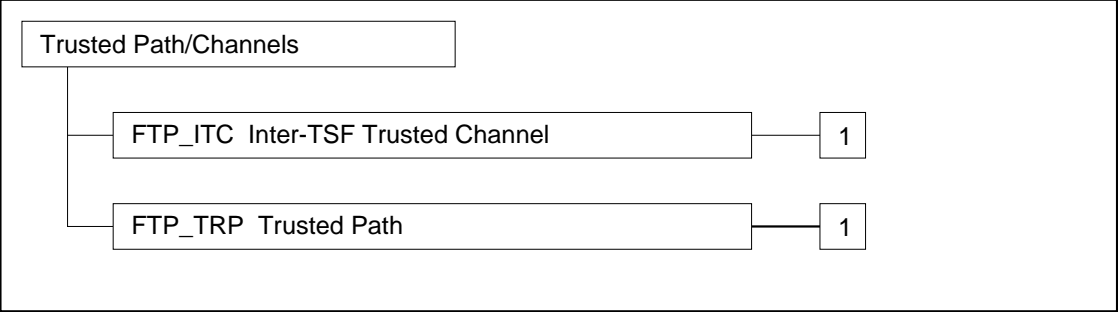 Trusted Path/Channels
FTP_ITC  Inter-TSF Trusted Channel 1
FTP_TRP  Trusted Path 1